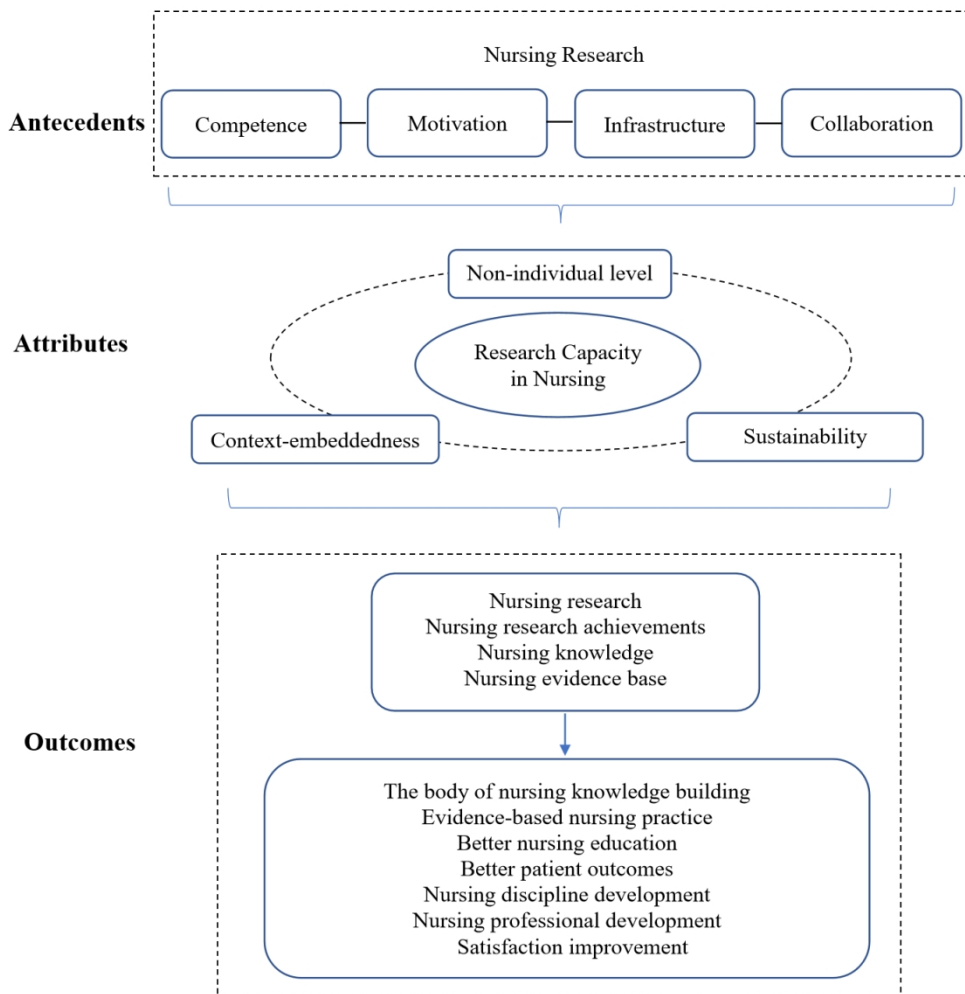 Nursing Research
Antecedents
Competence
Motivation
Infrastructure
Collaboration
Non-individual level
Attributes
Research Capacity
in Nursing
Context-embeddedness
Sustainability
Nursing research
Nursing research achievements
Nursing knowledge
Nursing evidence base
Outcomes
The body of nursing knowledge building
Evidence-based nursing practice
Better nursing education
Better patient outcomes
Nursing discipline development
Nursing professional development
Satisfaction improvement